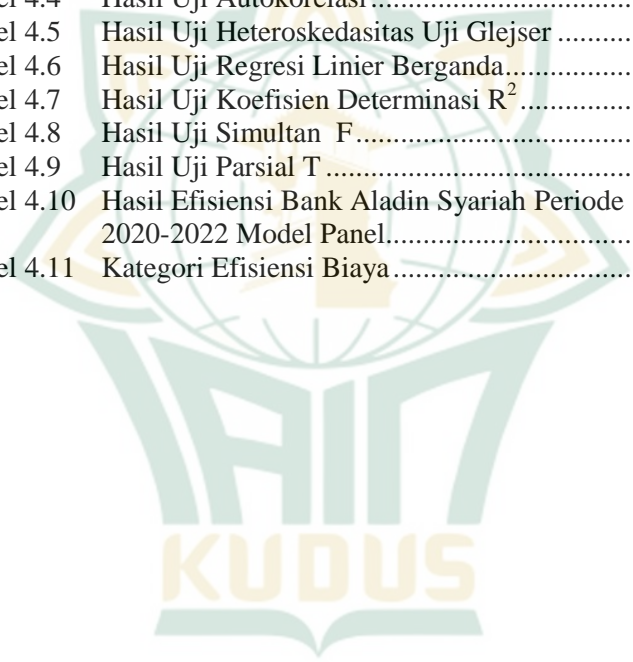 el 4.4 Hasil Uji Autokorelasi..............................
el 4.5 Hasil Uji Heteroskedasitas Uji Glejser ..........
el 4.6 Hasil Uji Regresi Linier Berganda.................
el 4.7 Hasil Uji Koefisien Determinasi R²...............
el 4.8 Hasil Uji Simultan F....................................
el 4.9 Hasil Uji Parsial T ........................................
el 4.10 Hasil Efisiensi Bank Aladin Syariah Periode
2020-2022 Model Panel................................
el 4.11 Kategori Efisiensi Biaya ...............................
IAIN
KUDUS